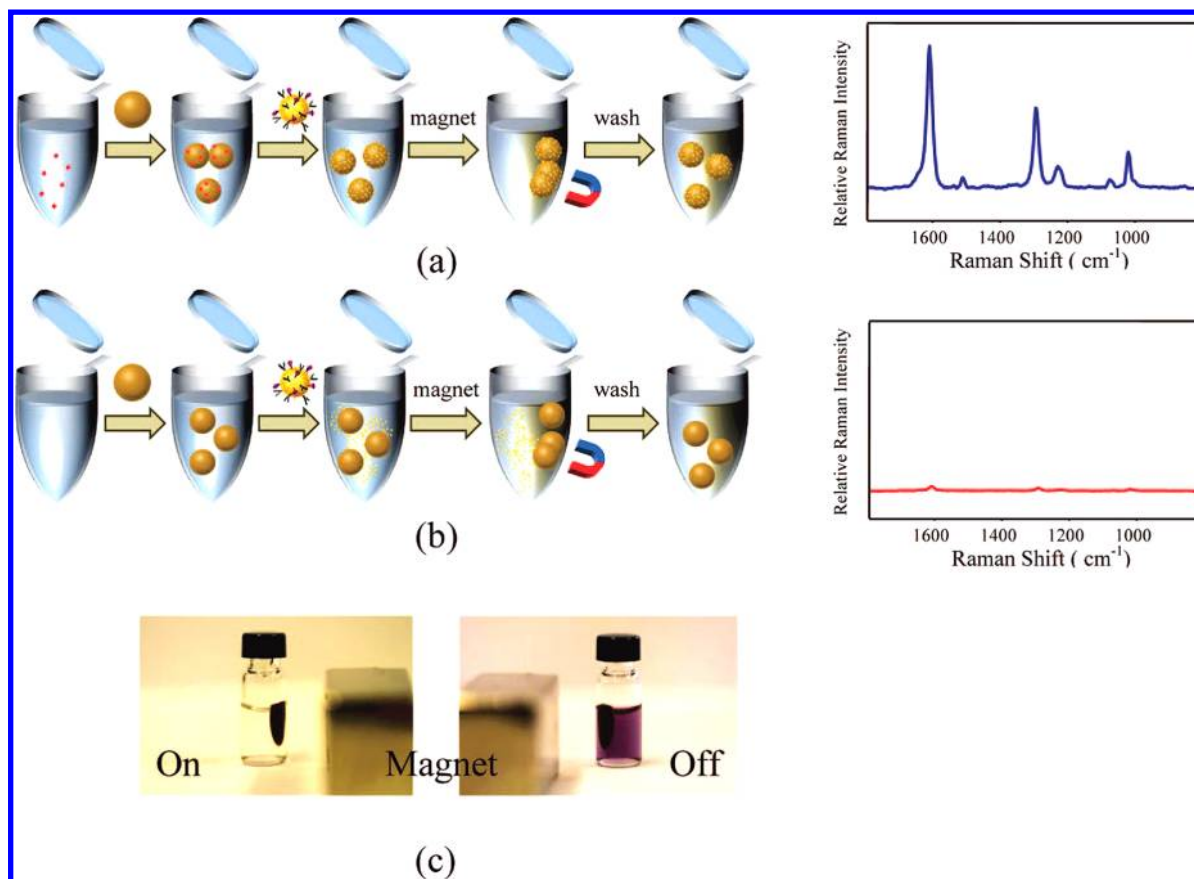 magnet
wash
(a)
Relative Raman Intensity
1600 1400 1200 1000
Raman Shift ( cm-1)
magnet
wash
(b)
Relative Raman Intensity
1600 1400 1200 1000
Raman Shift ( cm-1)
On Magnet Off
(c)